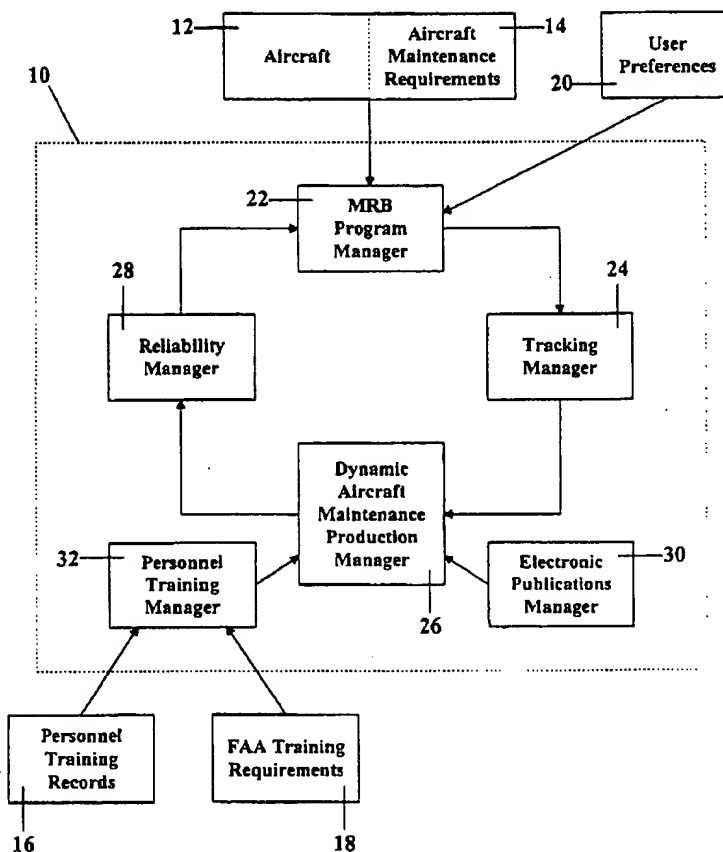 12
14
Aircraft
Aircraft
Maintenance
Requirements
User
Preferences
20
10
22
MRB
Program
Manager
28
Reliability
Manager
24
Tracking
Manager
Dynamic
Aircraft
Maintenance
Production
Manager
26
32
Personnel
Training
Manager
30
Electronic
Publications
Manager
Personnel
Training
Records
16
FAA Training
Requirements
18